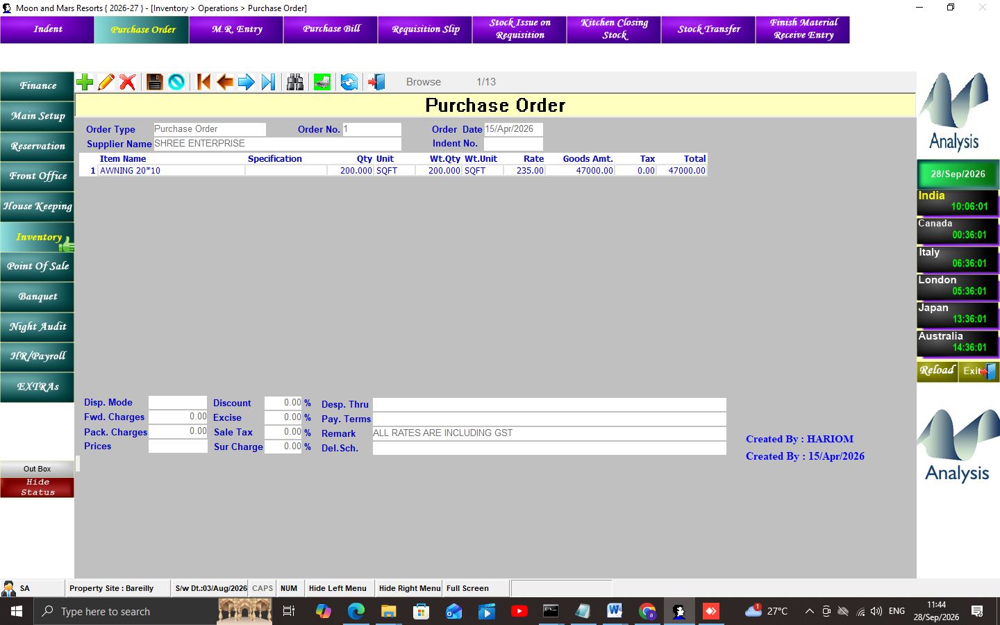 Moon and Mars Resorts { 2026-27 } - [Inventory > Operations > Purchase Order]
Indent
Purchase Order
M.R. Entry
Purchase Bill
Requisition Slip
Stock Issue on Requisition
Kitchen Closing Stock
Stock Transfer
Finish Material Receive Entry
Finance
Main Setup
Reservation
Front Office
House Keeping
Inventory
Point Of Sale
Banquet
Night Audit
HR/Payroll
EXTRAs
Out Box
Hide Status
Browse 1/13
Purchase Order
Order Type Purchase Order Order No. 1 Order Date 15/Apr/2026
Supplier Name SHREE ENTERPRISE Indent No.
Item Name Specification Qty Unit Wt.Qty Wt.Unit Rate Goods Amt. Tax Total
1 AWNING 20*10 200.000 SQFT 200.000 SQFT 235.00 47000.00 0.00 47000.00
Disp. Mode Discount 0.00 % Desp. Thru
Fwd. Charges 0.00 Excise 0.00 % Pay. Terms
Pack. Charges 0.00 Sale Tax 0.00 % Remark ALL RATES ARE INCLUDING GST
Prices Sur Charge 0.00 % Del.Sch.
Created By : HARIOM
Created By : 15/Apr/2026
Analysis
28/Sep/2026
India
10:06:01
Canada
00:36:01
Italy
06:36:01
London
05:36:01
Japan
13:36:01
Australia
14:36:01
Reload Exit
Analysis
SA Property Site : Bareilly S/w Dt.:03/Aug/2026 CAPS NUM Hide Left Menu Hide Right Menu Full Screen
Type here to search
1
27°C
ENG
11:44
28/Sep/2026